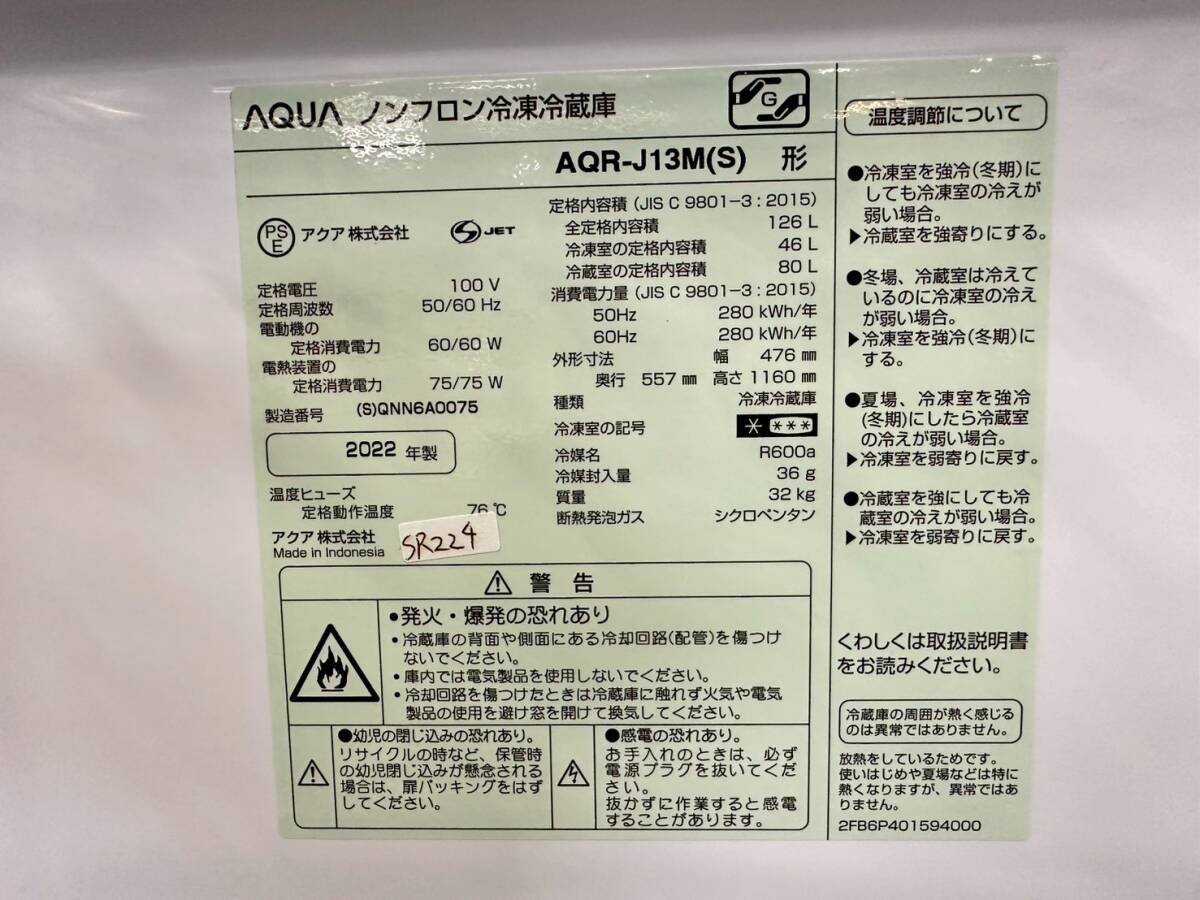 AQUA ノンフロン冷凍冷蔵庫
G
AQR-J13M(S) 形
PS
E
アクア 株式会社
S JET
定格電圧 100 V
定格周波数 50/60 Hz
電動機の
定格消費電力 60/60 W
電熱装置の
定格消費電力 75/75 W
製造番号 (S)QNN6A0075
2022 年製
温度ヒューズ
定格動作温度 76℃
アクア 株式会社
Made in Indonesia
SR224
定格内容積 (JIS C 9801-3:2015)
全定格内容積 126 L
冷凍室の定格内容積 46 L
冷蔵室の定格内容積 80 L
消費電力量 (JIS C 9801-3:2015)
50Hz 280 kWh/年
60Hz 280 kWh/年
外形寸法 幅 476 mm
奥行 557 mm 高さ 1160 mm
種類 冷凍冷蔵庫
冷凍室の記号 * ***
冷媒名 R600a
冷媒封入量 36 g
質量 32 kg
断熱発泡ガス シクロペンタン
⚠ 警 告
•発火・爆発の恐れあり
•冷蔵庫の背面や側面にある冷却回路(配管)を傷つけ
ないでください。
•庫内では電気製品を使用しないでください。
•冷却回路を傷つけたときは冷蔵庫に触れず火気や電気
製品の使用を避け窓を開けて換気してください。
●幼児の閉じ込みの恐れあり。
リサイクルの時など、保管時
の幼児閉じ込みが懸念される
場合は、扉パッキングをはず
してください。
●感電の恐れあり。
お手入れのときは、必ず
電源プラグを抜いてくだ
さい。
抜かずに作業すると感電
することがあります。
温度調節について
●冷凍室を強冷(冬期)に
しても冷凍室の冷えが
弱い場合。
▶冷蔵室を強寄りにする。
●冬場、冷蔵室は冷えて
いるのに冷凍室の冷え
が弱い場合。
▶冷凍室を強冷(冬期)に
する。
●夏場、冷凍室を強冷
(冬期)にしたら冷蔵室
の冷えが弱い場合。
▶冷凍室を弱寄りに戻す。
●冷蔵室を強にしても冷
蔵室の冷えが弱い場合。
▶冷凍室を弱寄りに戻す。
くわしくは取扱説明書
をお読みください。
冷蔵庫の周囲が熱く感じる
のは異常ではありません。
放熱をしているためです。
使いはじめや夏場などは特に
熱くなりますが、異常ではあ
りません。
2FB6P401594000